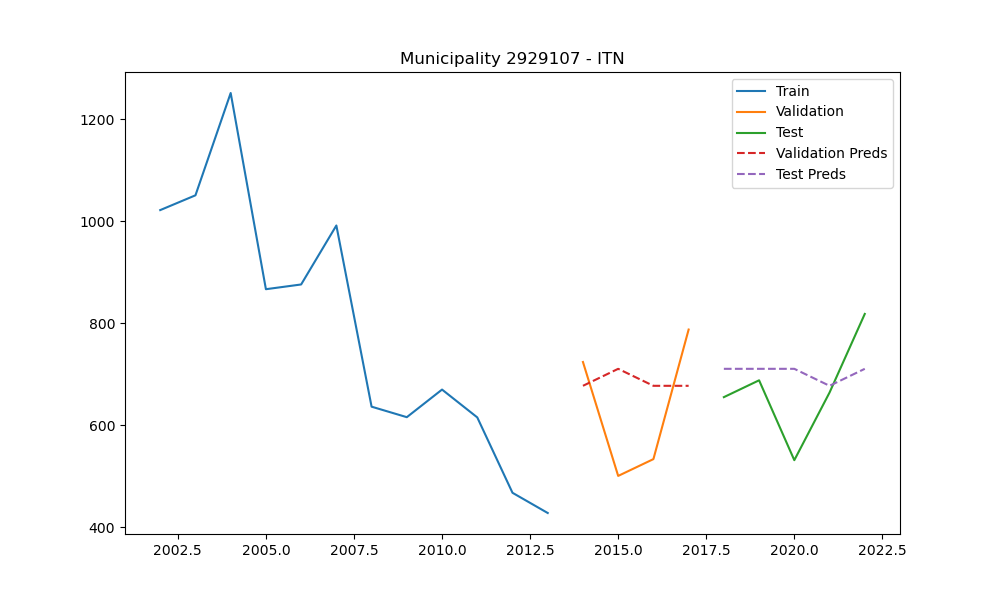 Municipality 2929107 - ITN
Train
Validation
Test
Validation Preds
Test Preds
1200
1000
800
600
400
2002.5 2005.0 2007.5 2010.0 2012.5 2015.0 2017.5 2020.0 2022.5